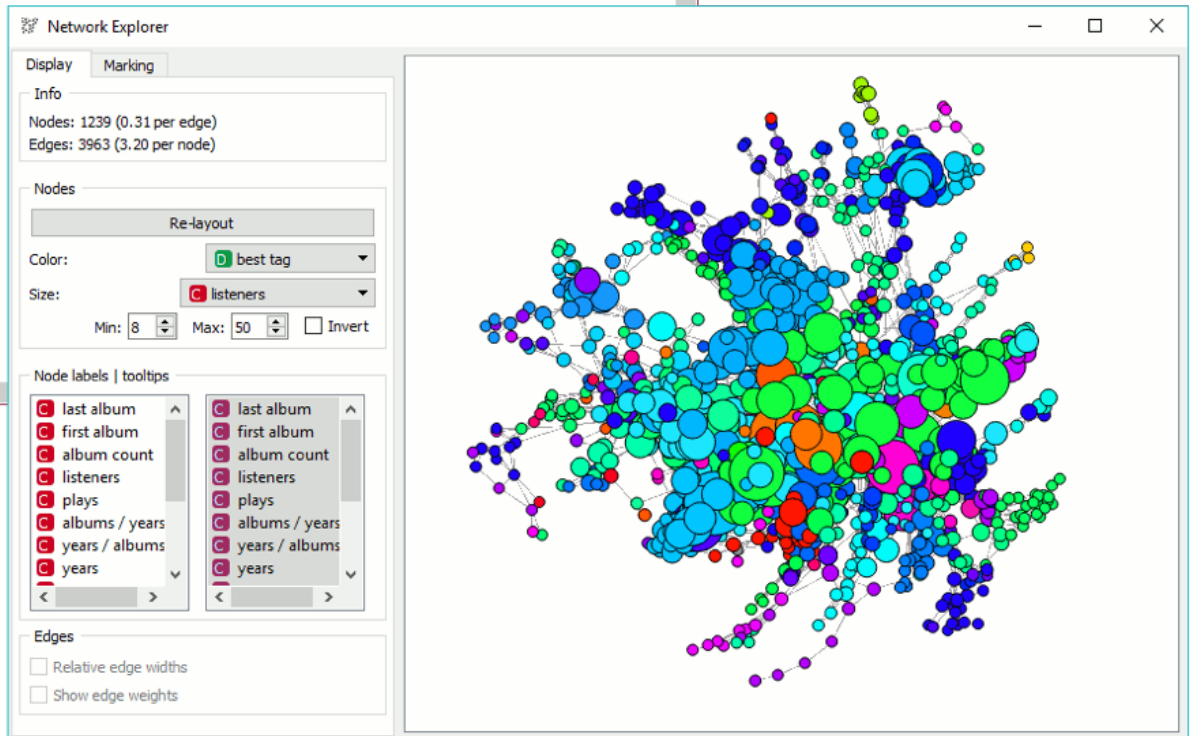 Network Explorer
Display Marking
Info
Nodes: 1239 (0.31 per edge)
Edges: 3963 (3.20 per node)
Nodes
Re-layout
Color: D best tag
Size: C listeners
Min: 8 Max: 50 Invert
Node labels | tooltips
C last album
C first album
C album count
C listeners
C plays
C albums / years
C years / albums
C years
C last album
C first album
C album count
C listeners
C plays
C albums / years
C years / albums
C years
Edges
Relative edge widths
Show edge weights